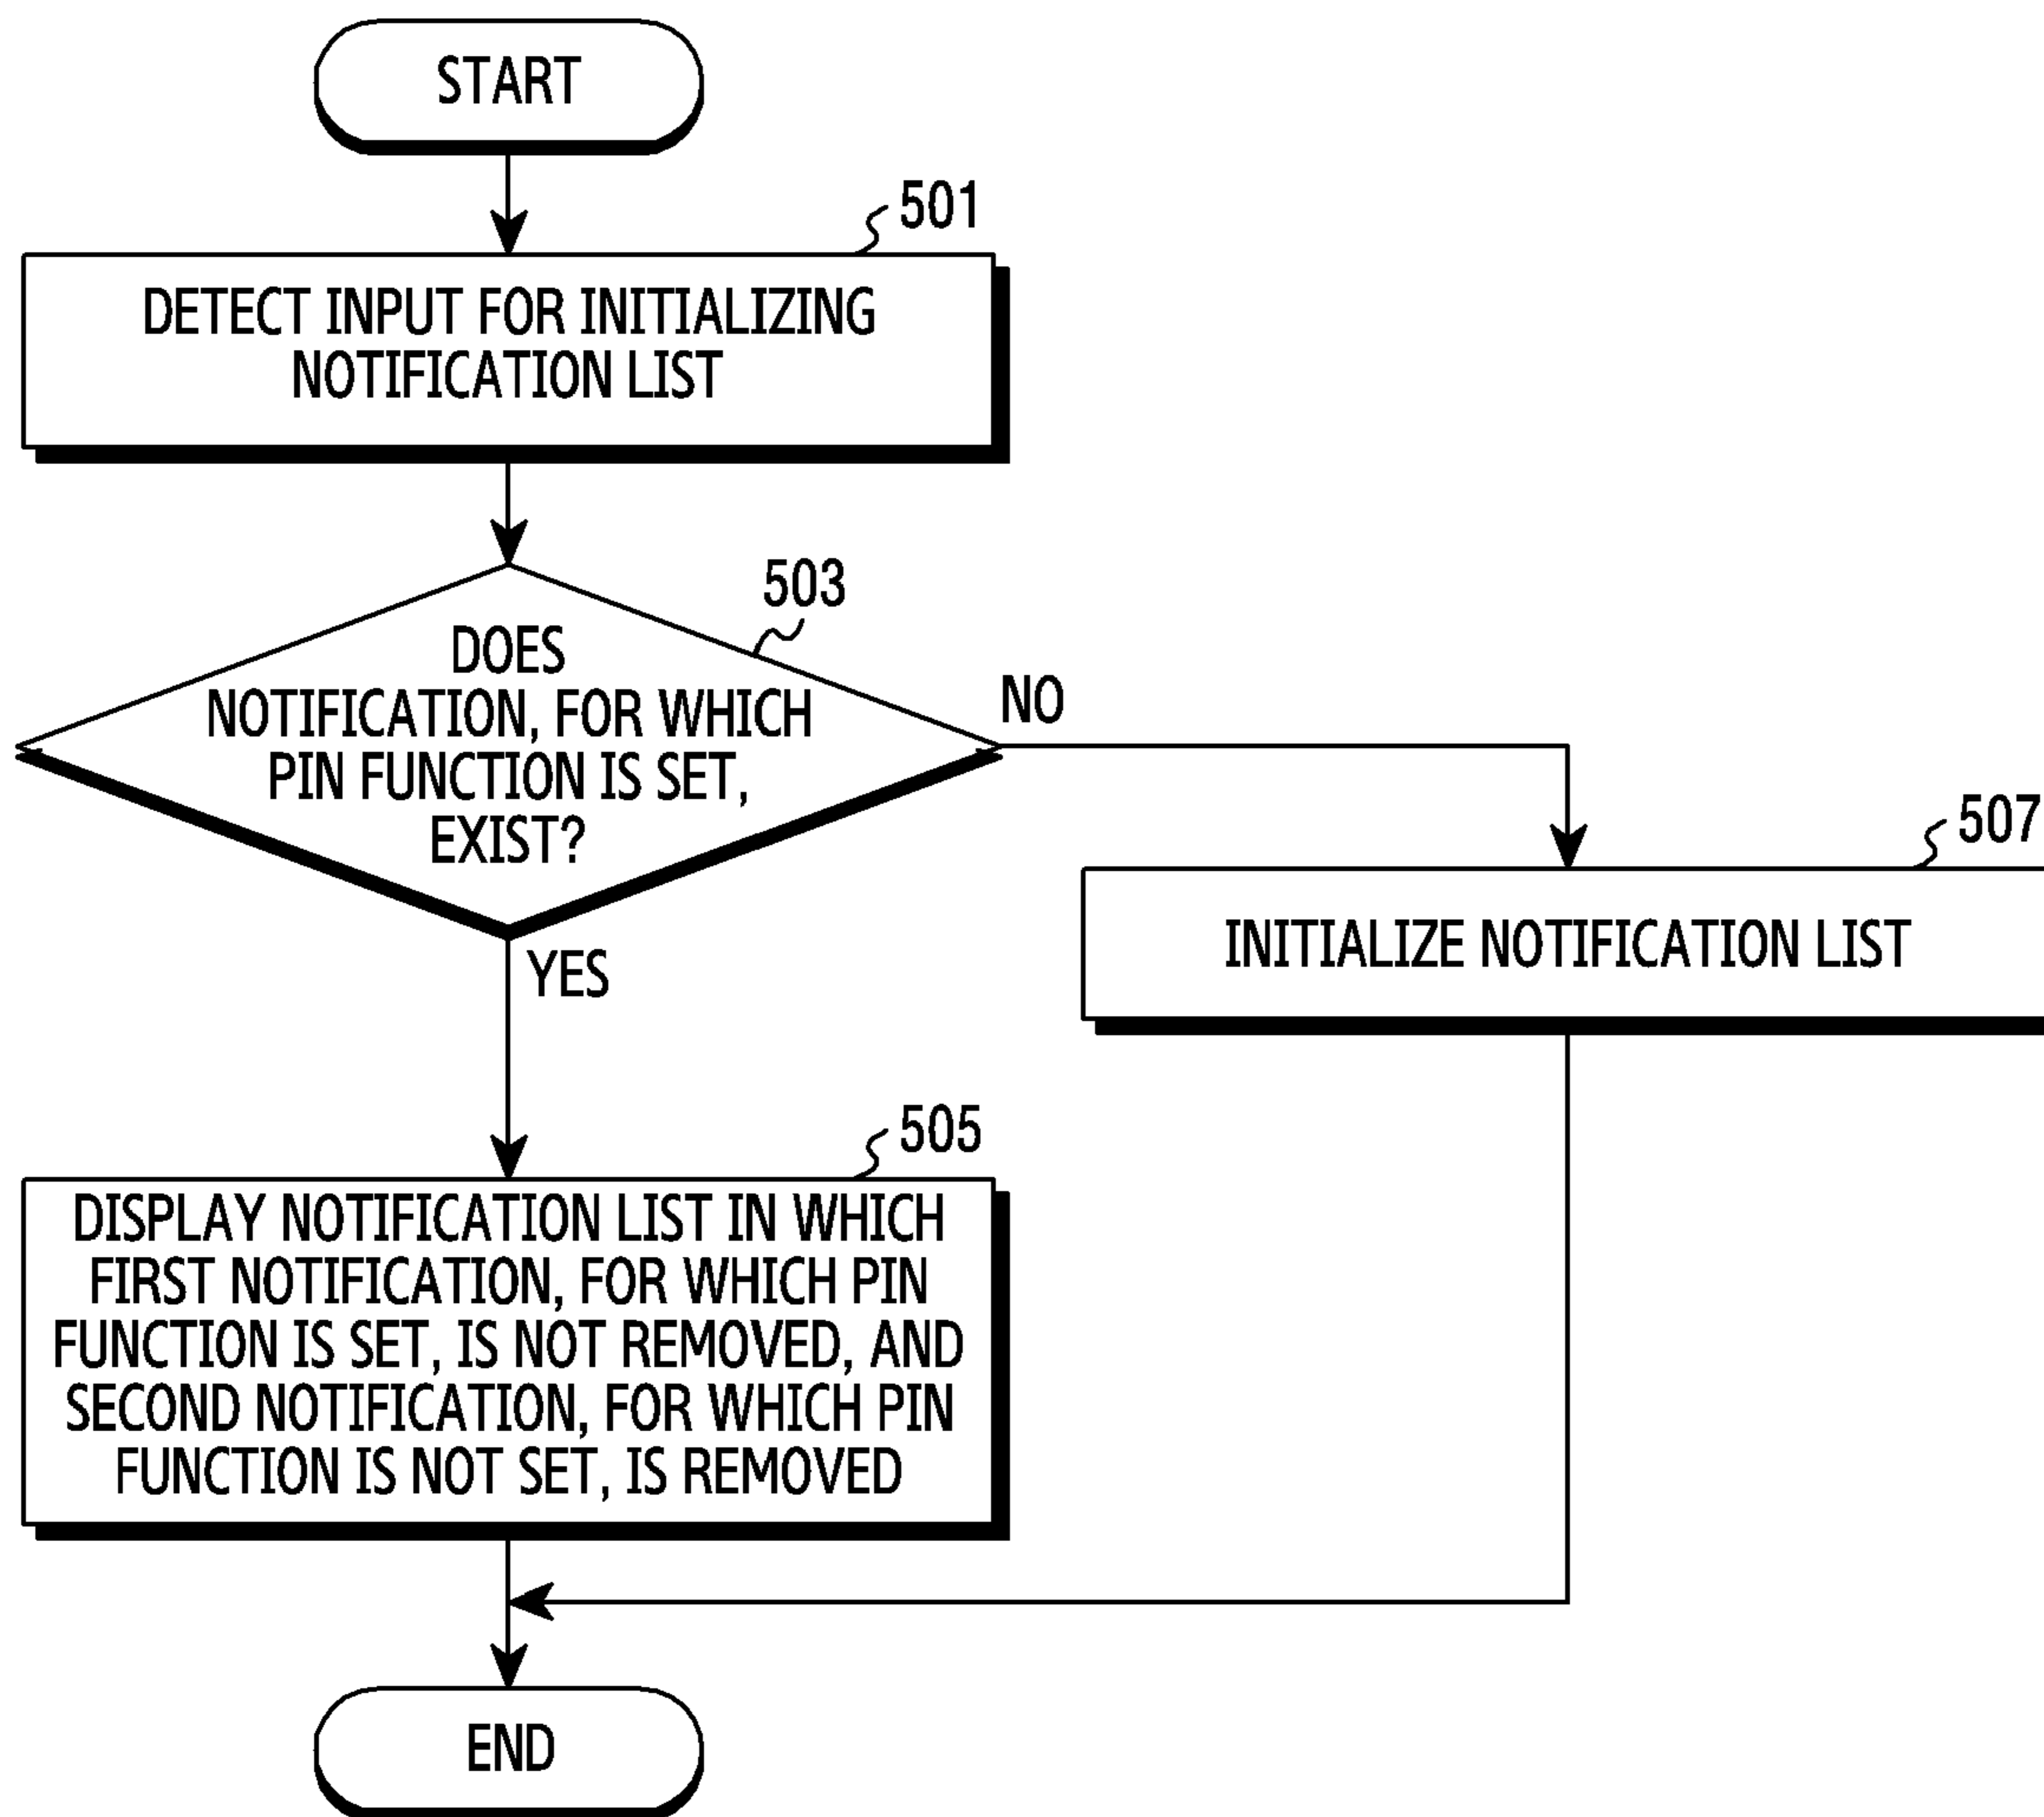 START
501
DETECT INPUT FOR INITIALIZING
NOTIFICATION LIST
503
DOES
NOTIFICATION, FOR WHICH
PIN FUNCTION IS SET,
EXIST?
NO
YES
507
INITIALIZE NOTIFICATION LIST
505
DISPLAY NOTIFICATION LIST IN WHICH
FIRST NOTIFICATION, FOR WHICH PIN
FUNCTION IS SET, IS NOT REMOVED, AND
SECOND NOTIFICATION, FOR WHICH PIN
FUNCTION IS NOT SET, IS REMOVED
END